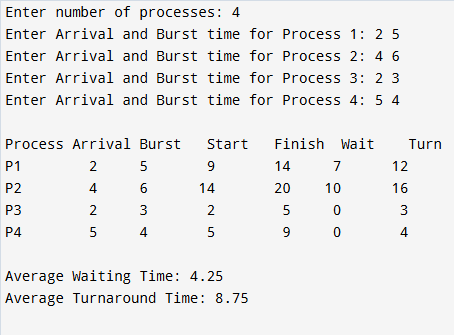 Enter number of processes: 4
Enter Arrival and Burst time for Process 1: 2 5
Enter Arrival and Burst time for Process 2: 4 6
Enter Arrival and Burst time for Process 3: 2 3
Enter Arrival and Burst time for Process 4: 5 4
Process Arrival Burst Start Finish Wait Turn
P1 2 5 9 14 7 12
P2 4 6 14 20 10 16
P3 2 3 2 5 0 3
P4 5 4 5 9 0 4
Average Waiting Time: 4.25
Average Turnaround Time: 8.75